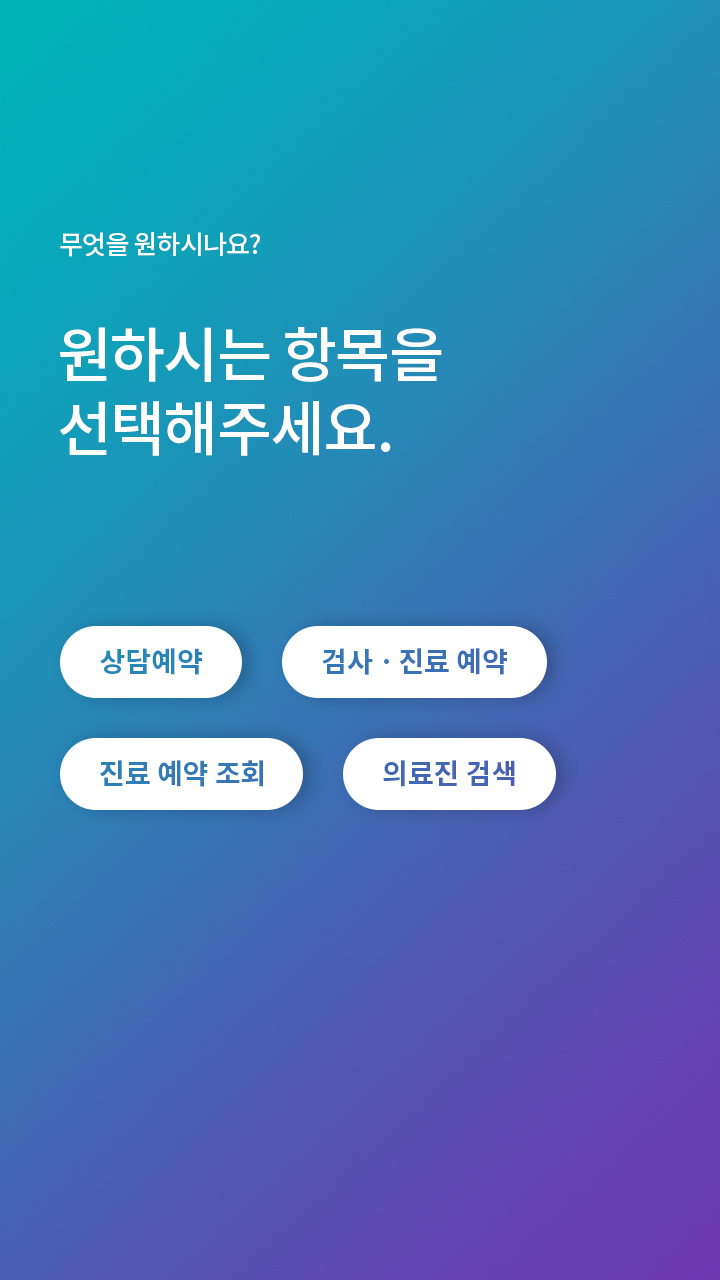 무엇을 원하시나요?
원하시는 항목을
선택해주세요.
상담예약
검사 · 진료 예약
진료 예약 조회
의료진 검색